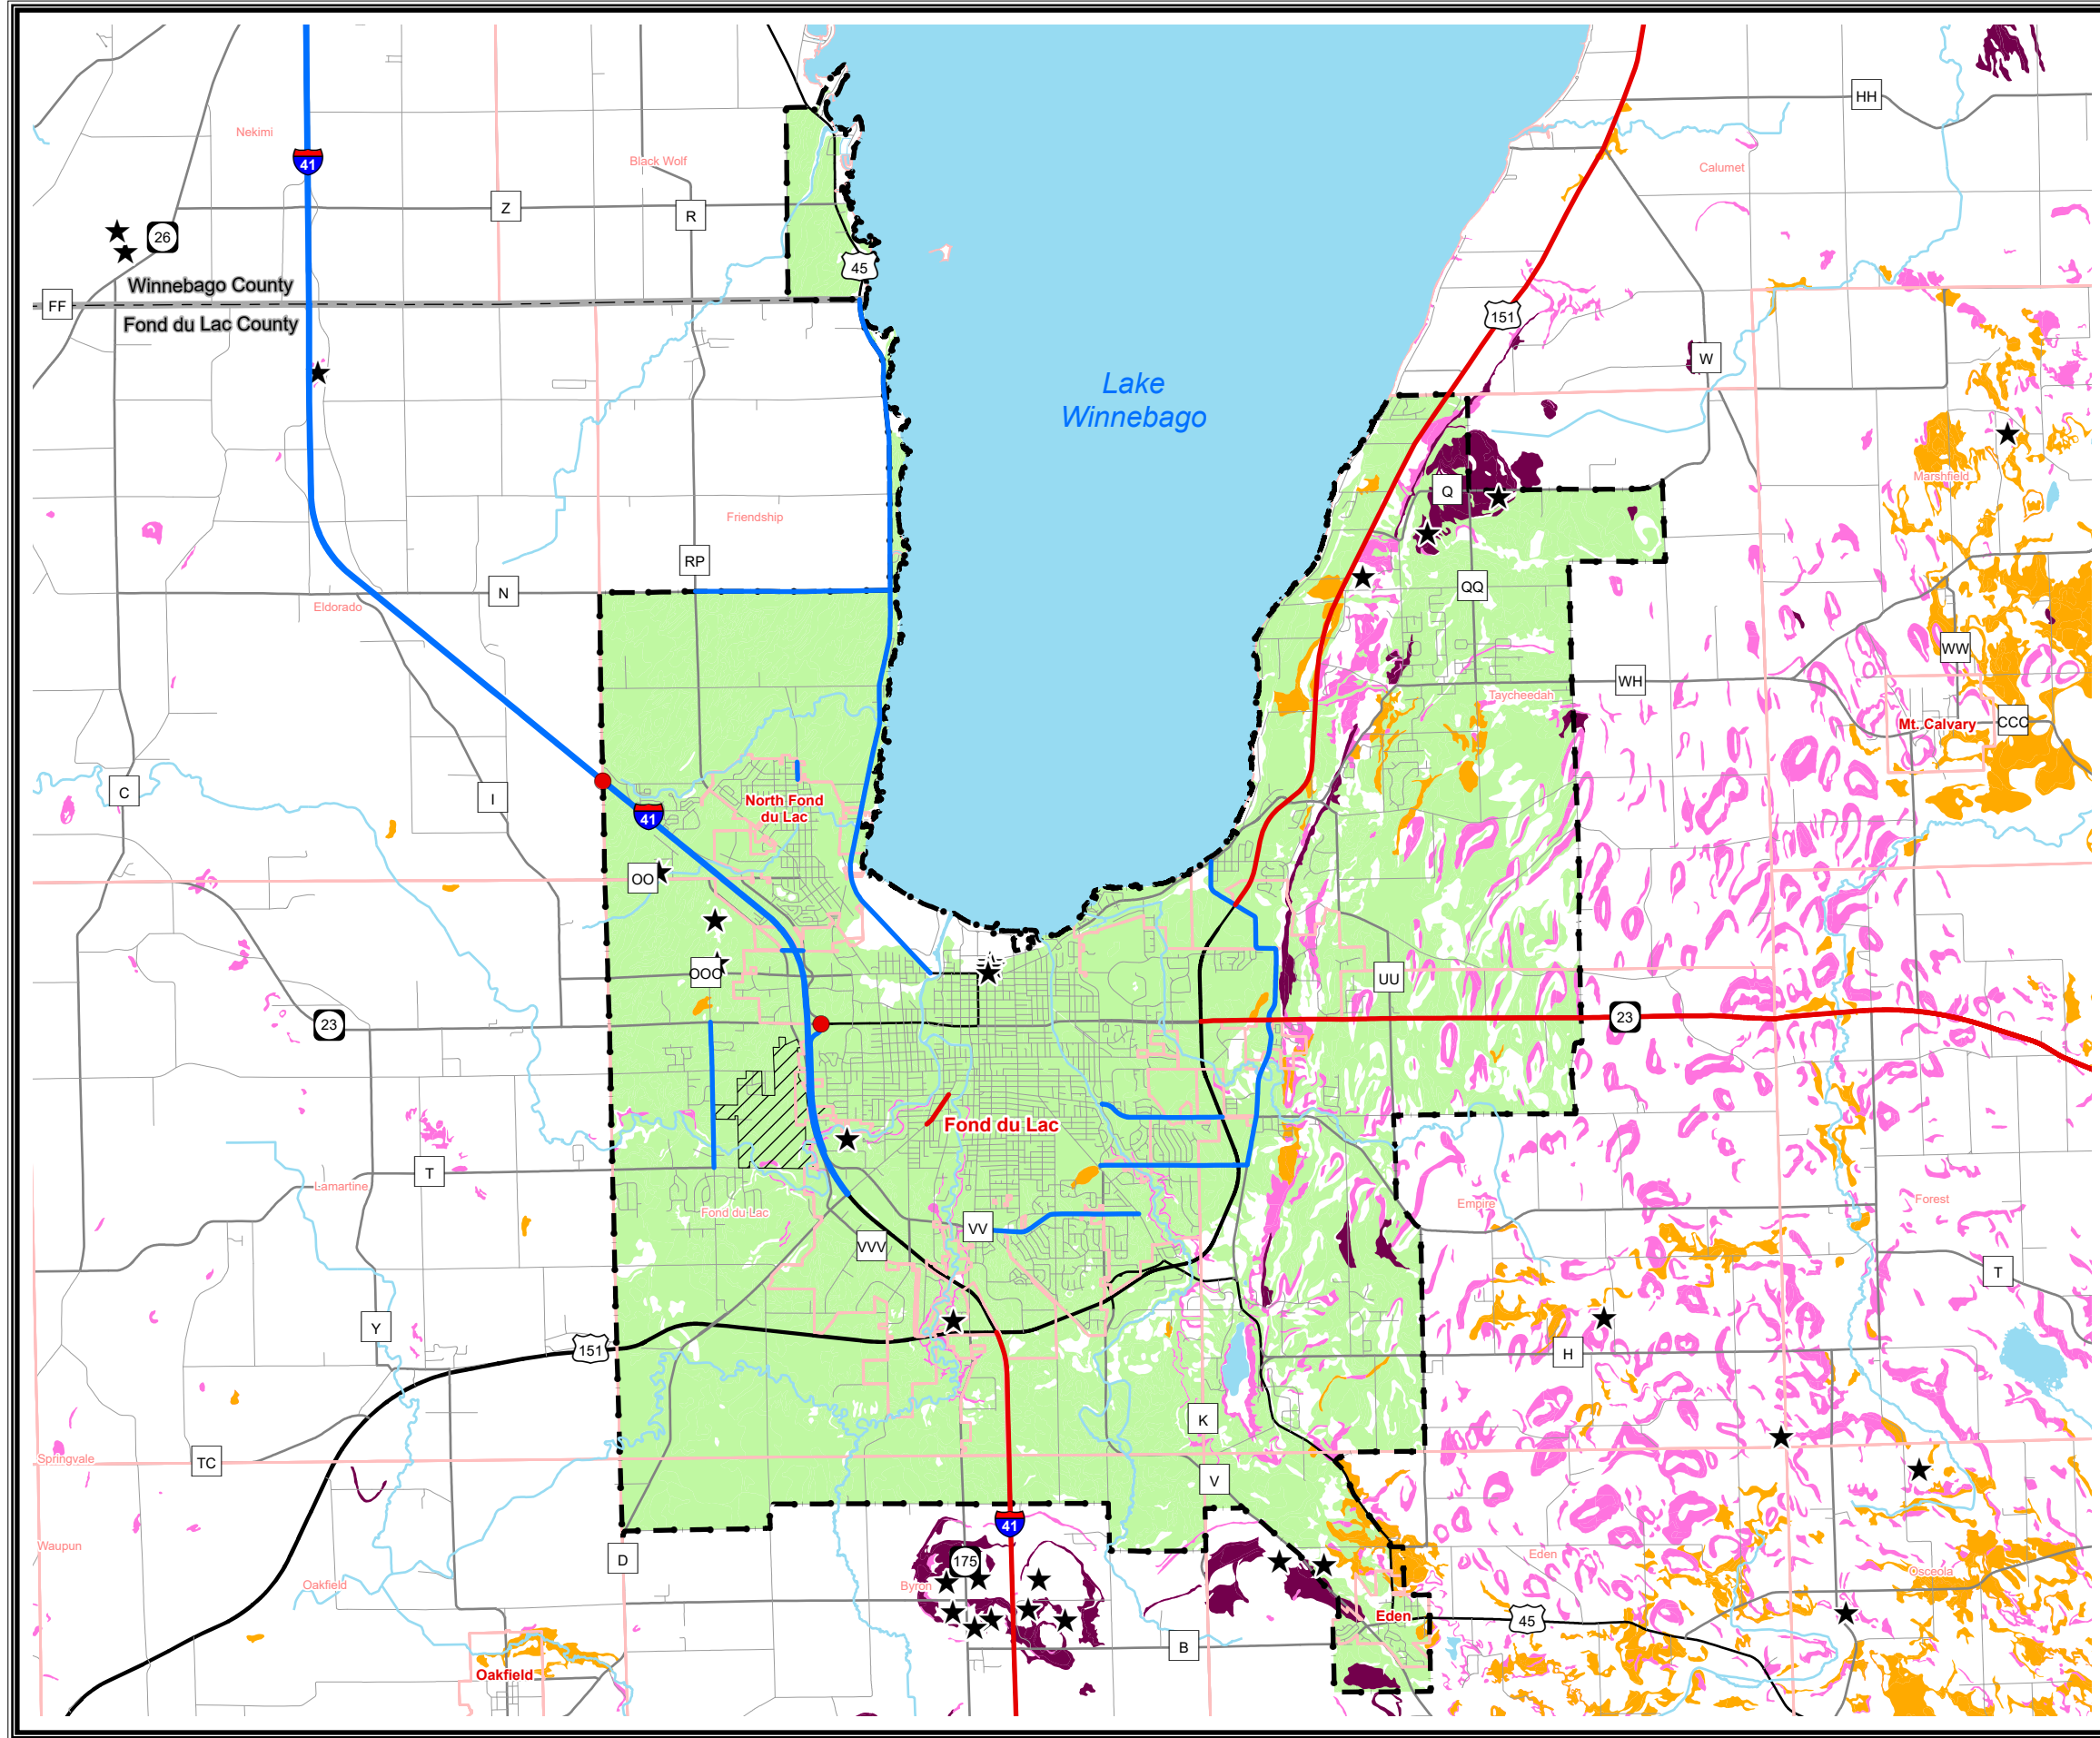 HH
Nekimi
41
Black Wolf
Calumet
Z
R
26
45
Winnebago County
FF
Fond du Lac County
151
W
Lake
Winnebago
Marshfield
Q
Friendship
RP
QQ
N
Eldorado
WW
WH
Taycheedah
Mt. Calvary
CCC
C
I
North Fond
du Lac
41
OO
OOO
UU
23
23
Fond du Lac
T
Lamartine
Fond du Lac
Empire
Forest
VV
VVV
T
Y
151
H
K
Springvale
TC
V
41
Waupun
D
175
Eden
Oakfield
Byron
Osceola
Eden
45
B
Oakfield